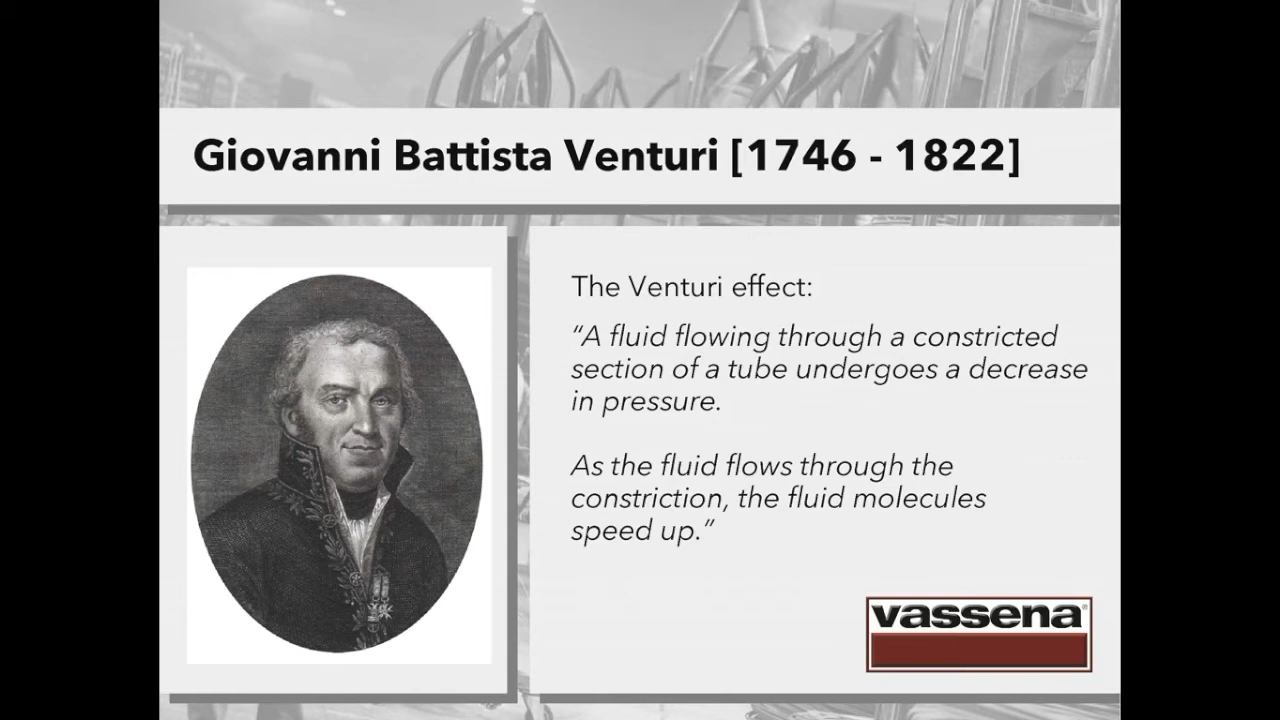 Giovanni Battista Venturi [1746 - 1822]
The Venturi effect:
“A fluid flowing through a constricted
section of a tube undergoes a decrease
in pressure.
As the fluid flows through the
constriction, the fluid molecules
speed up.”
vassena®